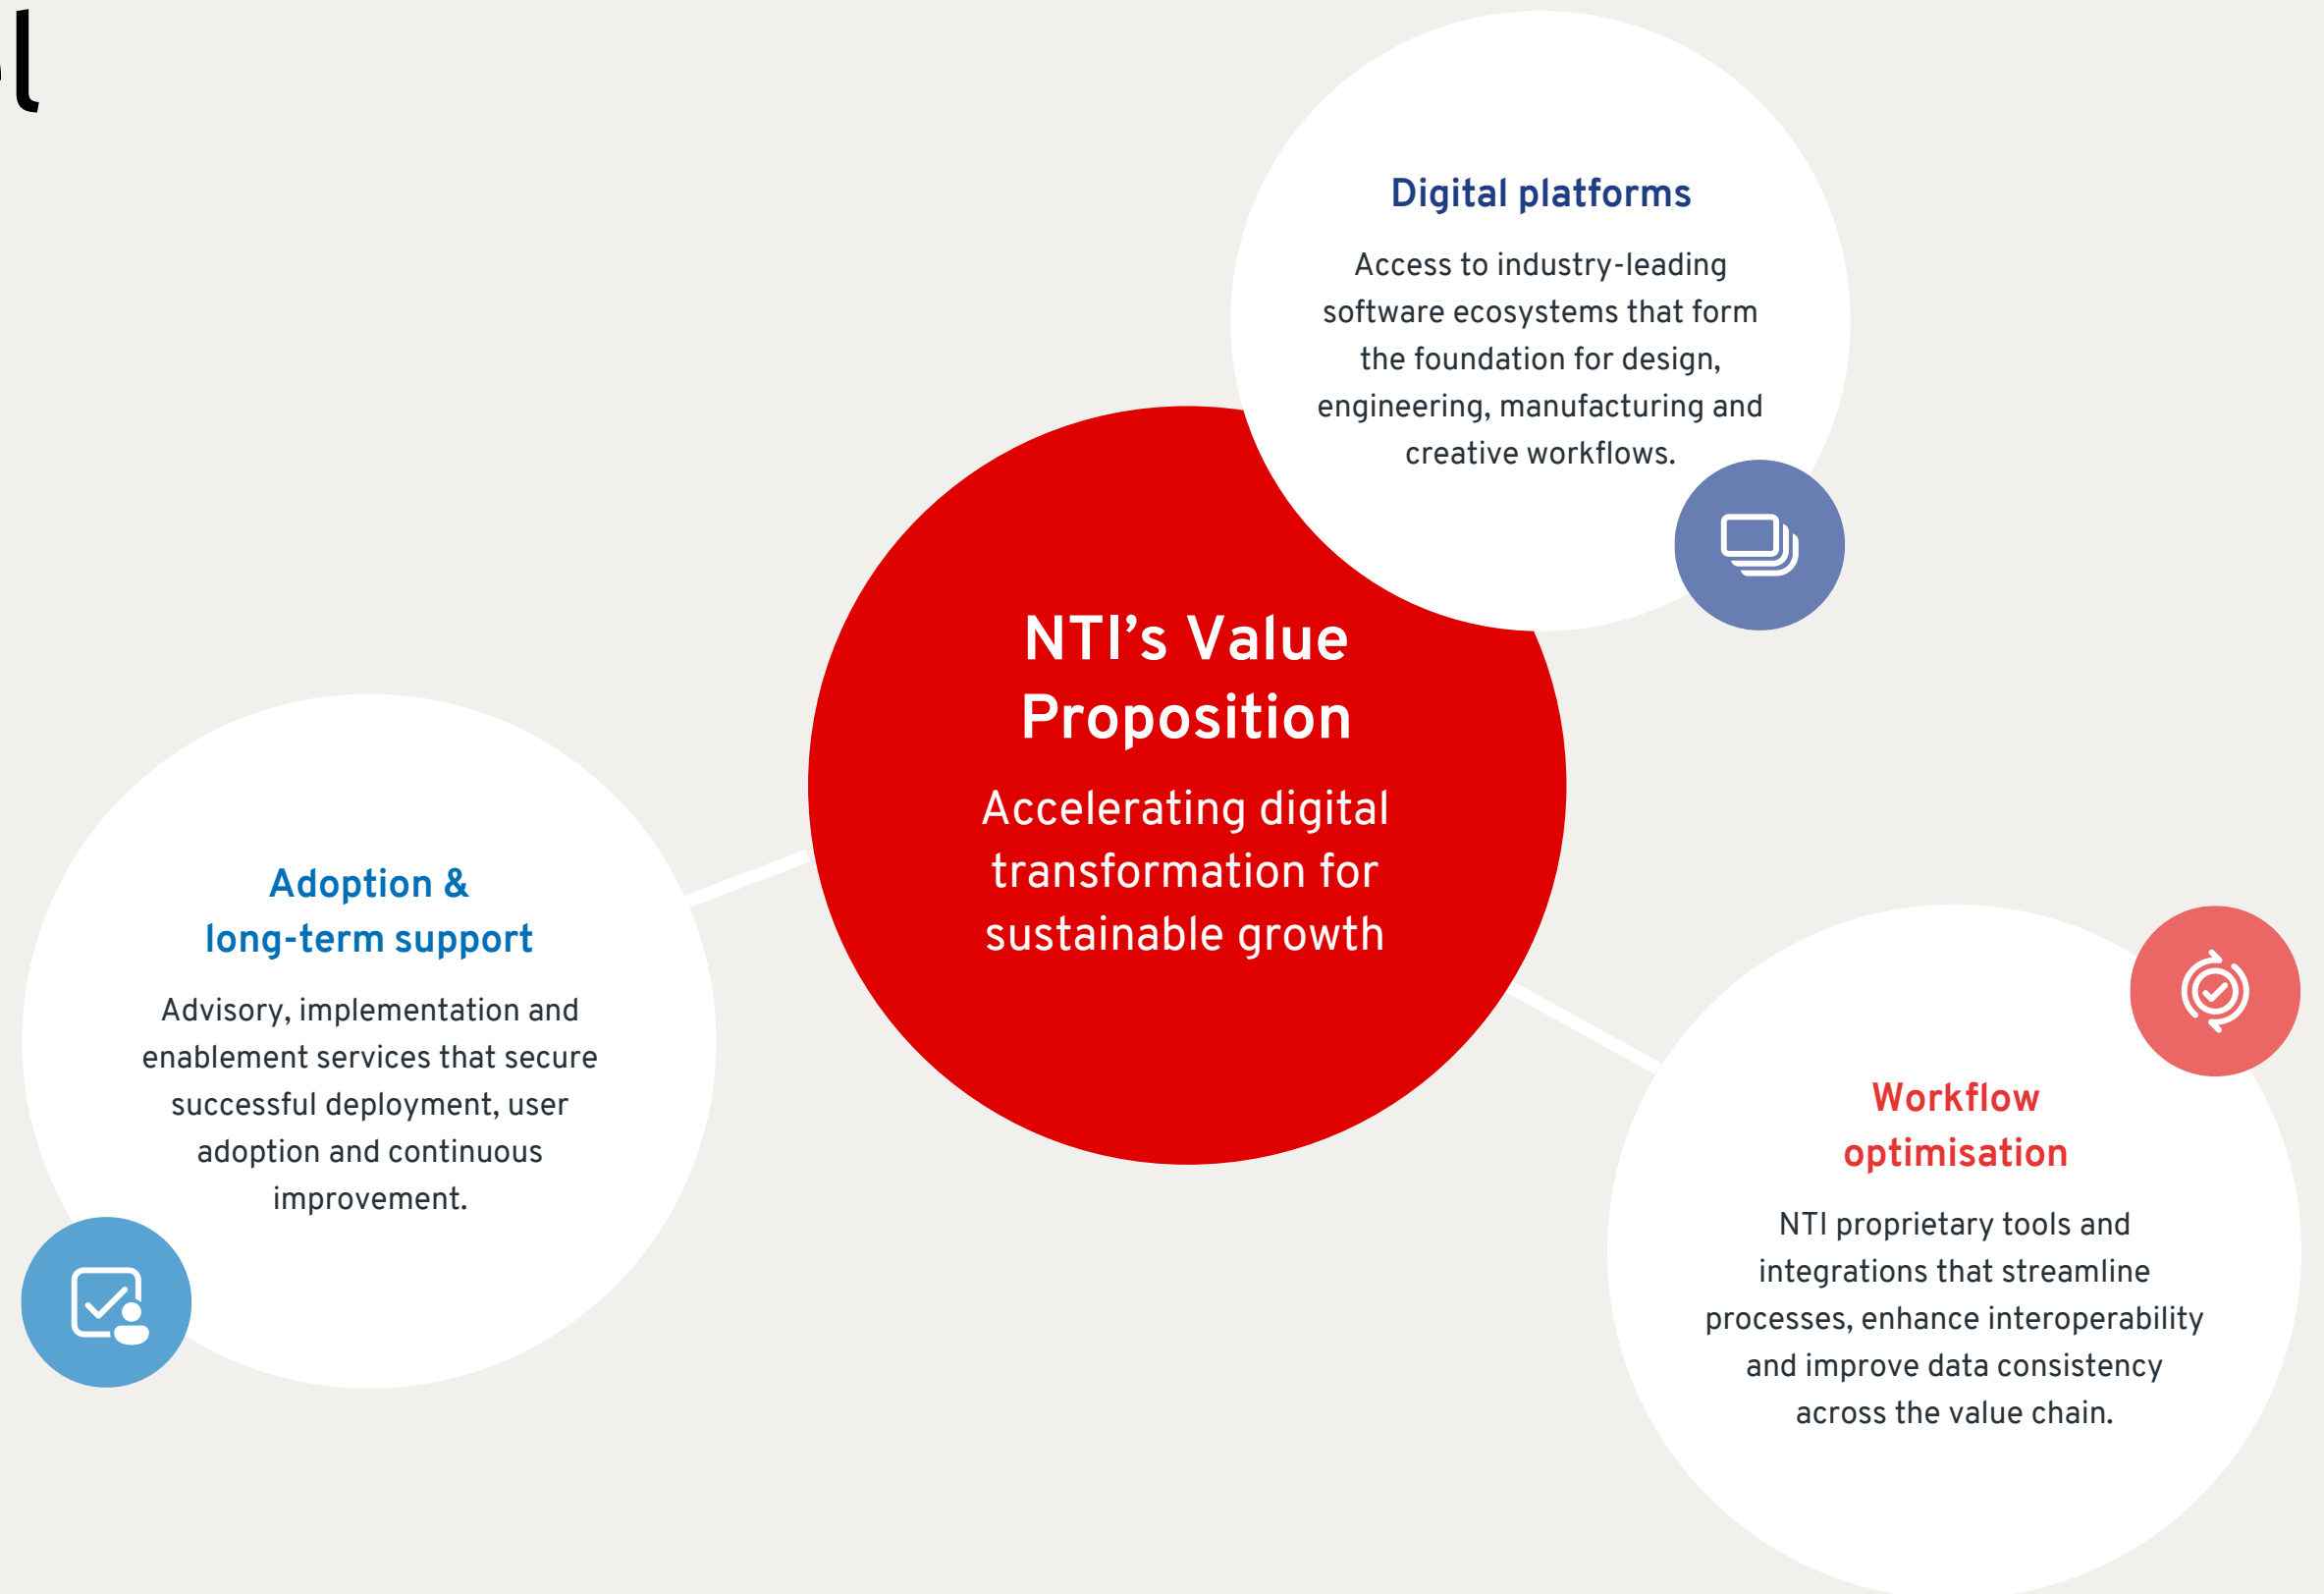 Digital platforms
Access to industry-leading
software ecosystems that form
the foundation for design,
engineering, manufacturing and
creative workflows.
NTI’s Value
Proposition
Accelerating digital
transformation for
sustainable growth
Adoption &
long-term support
Advisory, implementation and
enablement services that secure
successful deployment, user
adoption and continuous
improvement.
Workflow
optimisation
NTI proprietary tools and
integrations that streamline
processes, enhance interoperability
and improve data consistency
across the value chain.